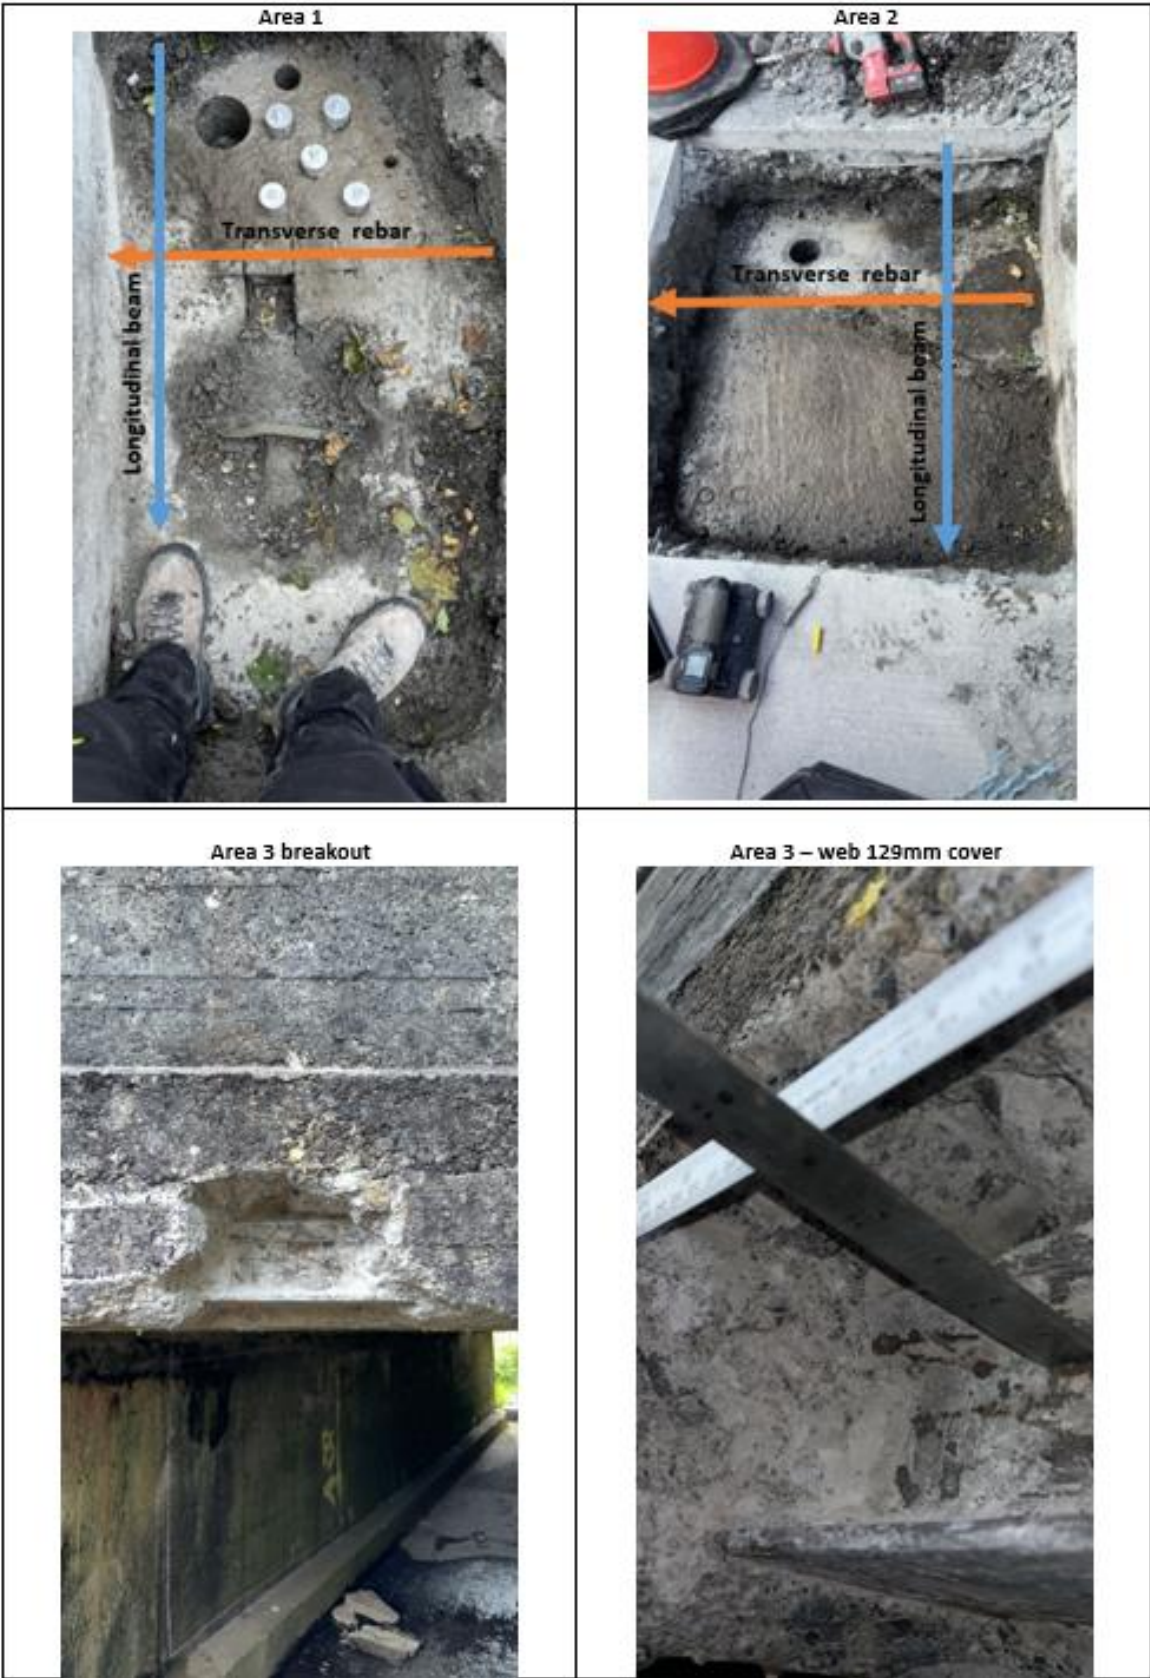 Area 1
Area 2
Transverse rebar
Longitudinal beam
Transverse rebar
Longitudinal beam
Area 3 breakout
Area 3 – web 129mm cover